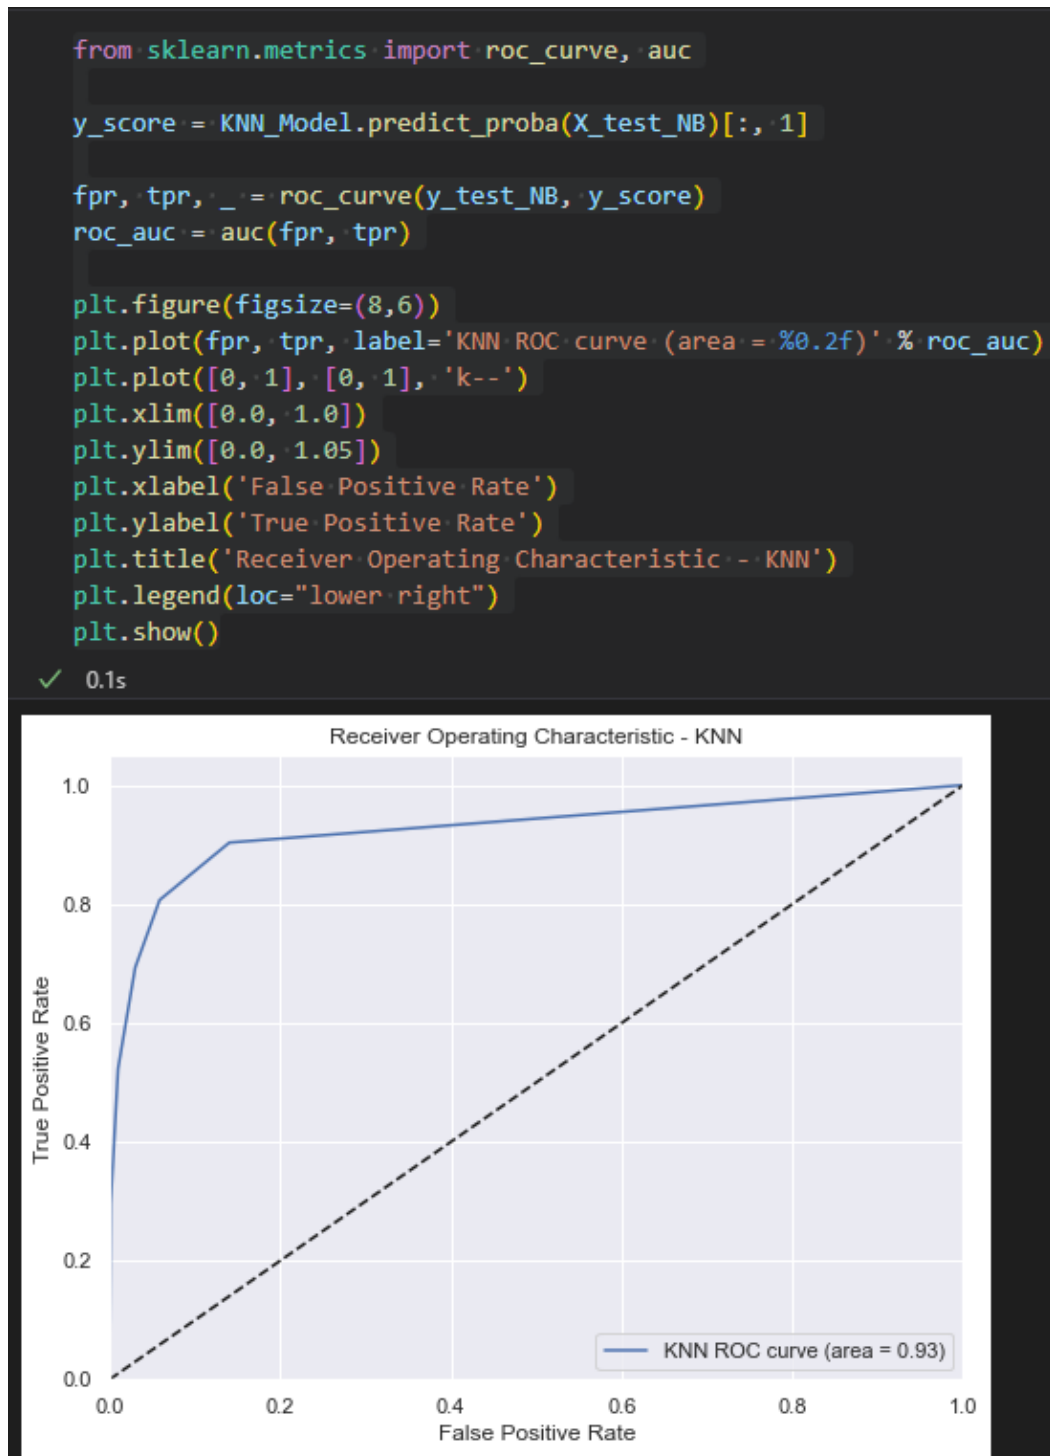 from sklearn.metrics import roc_curve, auc
y_score = KNN_Model.predict_proba(X_test_NB)[:, 1]
fpr, tpr, _ = roc_curve(y_test_NB, y_score)
roc_auc = auc(fpr, tpr)
plt.figure(figsize=(8,6))
plt.plot(fpr, tpr, label='KNN ROC curve (area = %0.2f)' % roc_auc)
plt.plot([0, 1], [0, 1], 'k--')
plt.xlim([0.0, 1.0])
plt.ylim([0.0, 1.05])
plt.xlabel('False Positive Rate')
plt.ylabel('True Positive Rate')
plt.title('Receiver Operating Characteristic - KNN')
plt.legend(loc="lower right")
plt.show()
0.1s
Receiver Operating Characteristic - KNN
1.0
0.8
0.6
0.4
0.2
0.0
True Positive Rate
KNN ROC curve (area = 0.93)
0.0 0.2 0.4 0.6 0.8 1.0
False Positive Rate